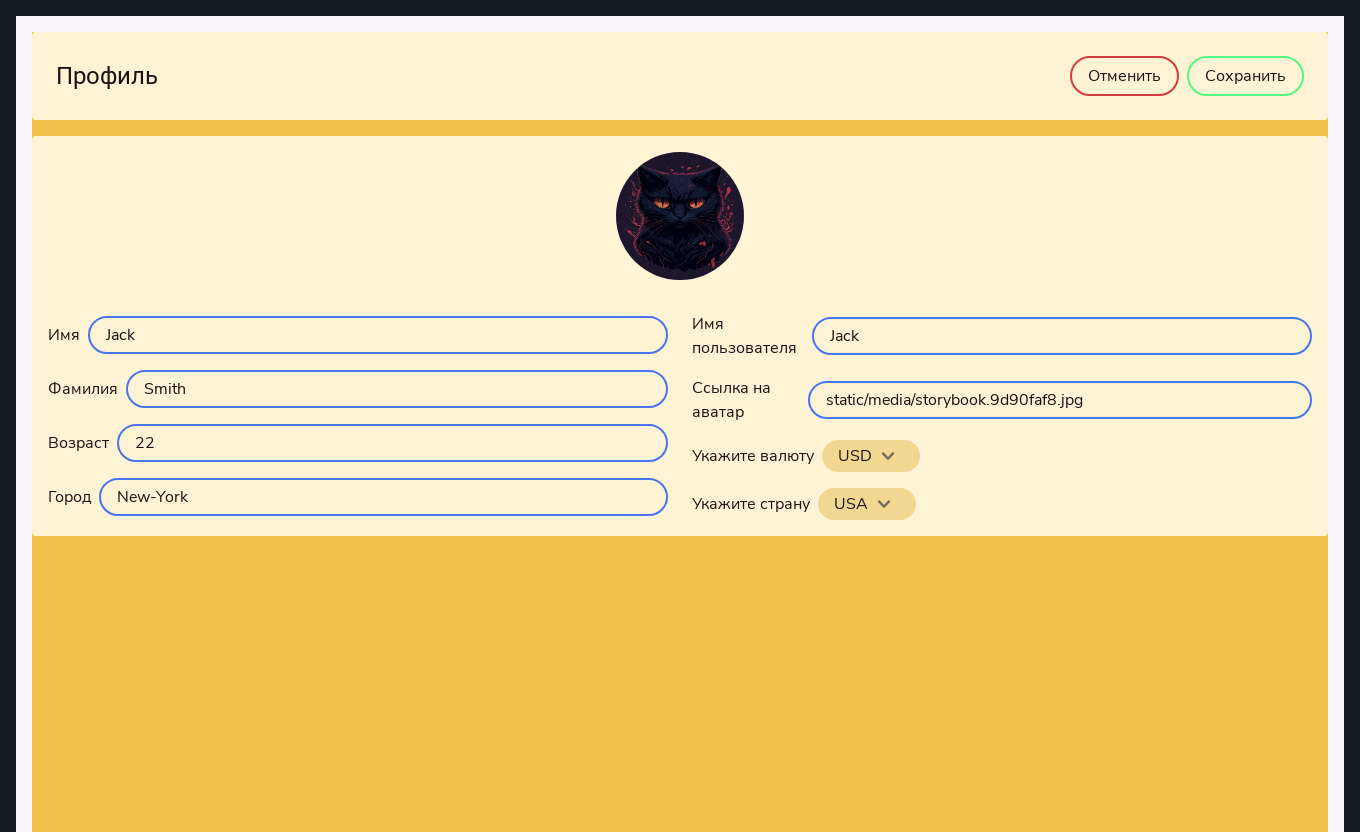 Профиль
Отменить
Сохранить
Имя
Jack
Фамилия
Smith
Возраст
22
Город
New-York
Имя
пользователя
Jack
Ссылка на
аватар
static/media/storybook.9d90faf8.jpg
Укажите валюту
USD
Укажите страну
USA